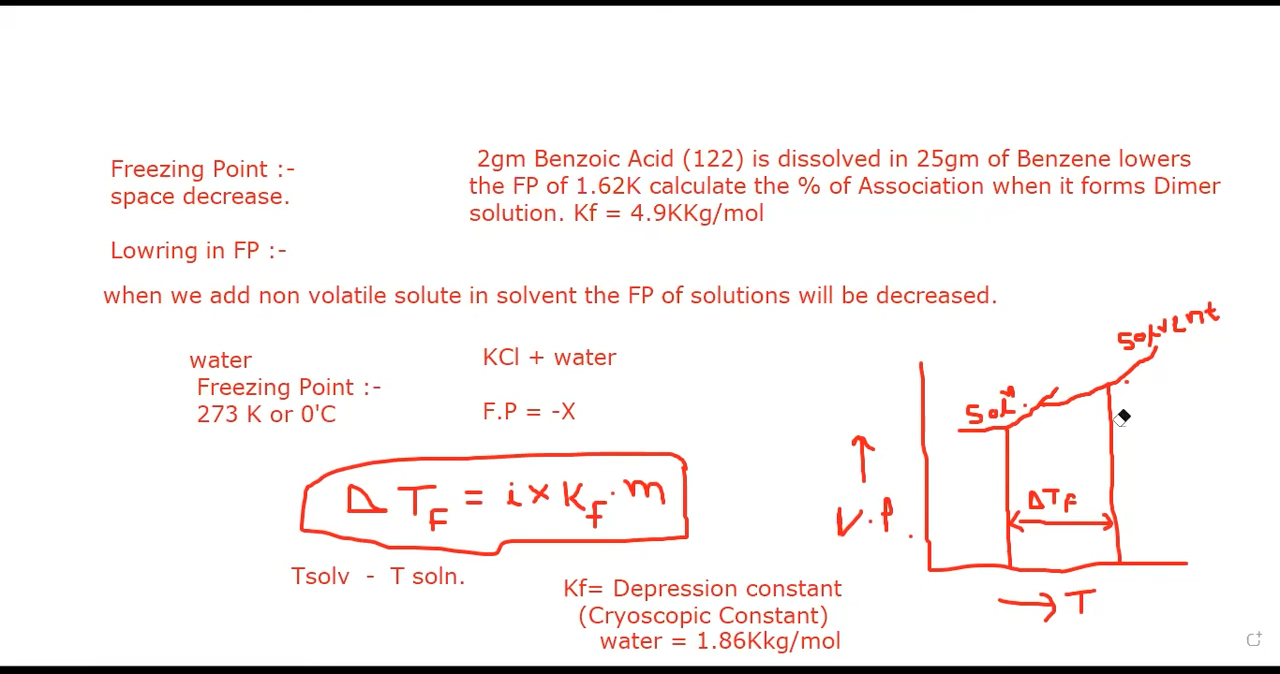 Freezing Point :-
space decrease.
2gm Benzoic Acid (122) is dissolved in 25gm of Benzene lowers
the FP of 1.62K calculate the % of Association when it forms Dimer
solution. Kf = 4.9KKg/mol
Lowring in FP :-
when we add non volatile solute in solvent the FP of solutions will be decreased.
water
Freezing Point :-
273 K or 0'C
KCl + water
F.P = -X
Δ TF = i × Kf · m
Tsolv - T soln.
Kf= Depression constant
(Cryoscopic Constant)
water = 1.86Kkg/mol
Solvent
Solⁿ.
ΔTF
V.P.
T